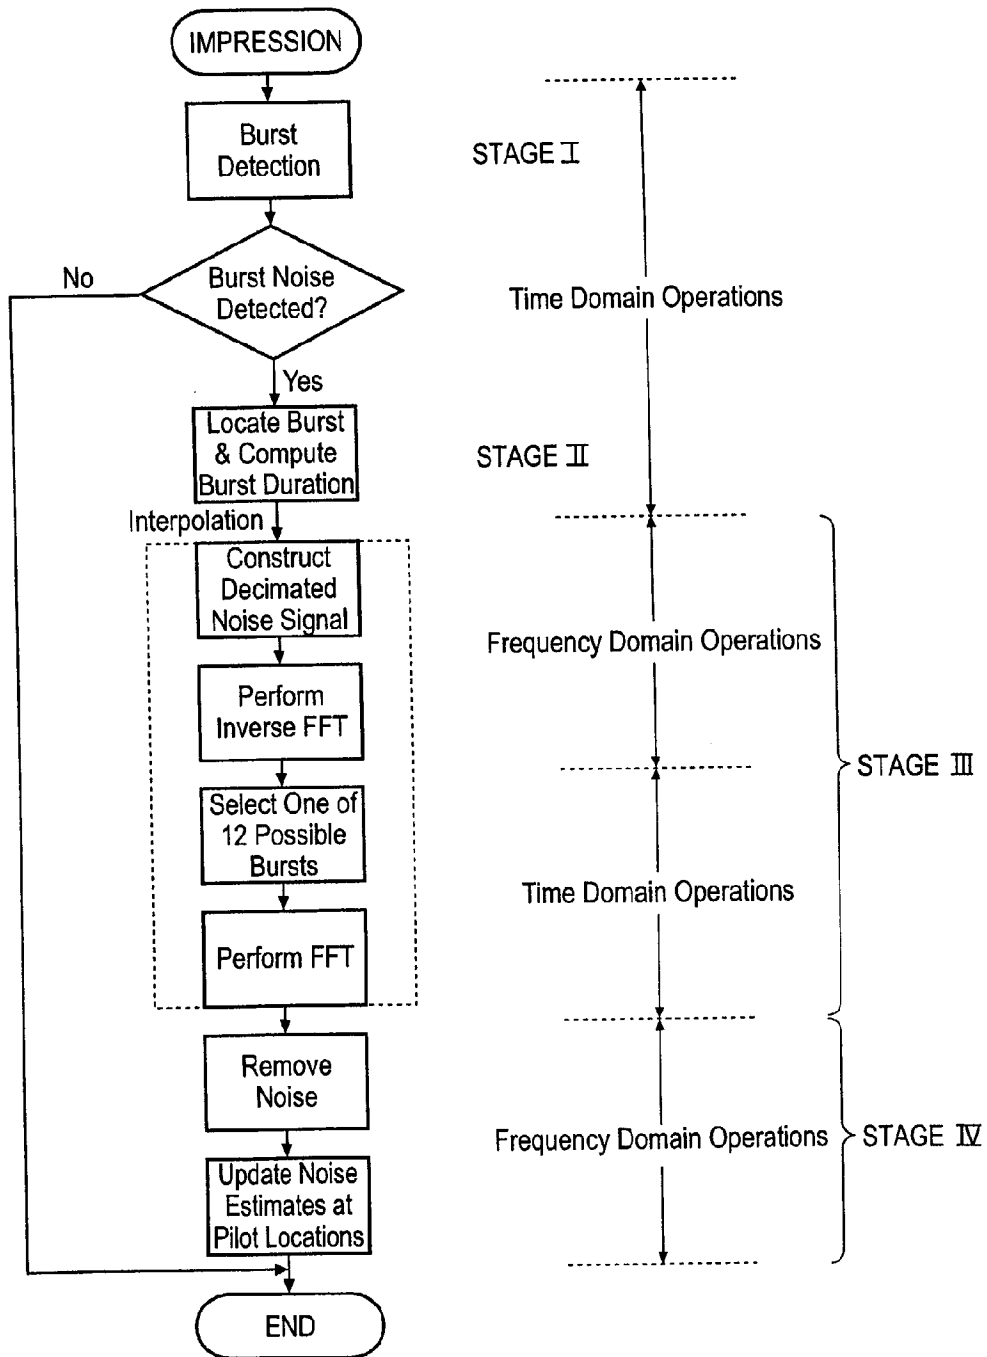 IMPRESSION
Burst
Detection
STAGE I
No
Burst Noise
Detected?
Time Domain Operations
Yes
Locate Burst
& Compute
Burst Duration
STAGE II
Interpolation
Construct
Decimated
Noise Signal
Frequency Domain Operations
Perform
Inverse FFT
STAGE III
Select One of
12 Possible
Bursts
Time Domain Operations
Perform FFT
Remove
Noise
Frequency Domain Operations
STAGE IV
Update Noise
Estimates at
Pilot Locations
END